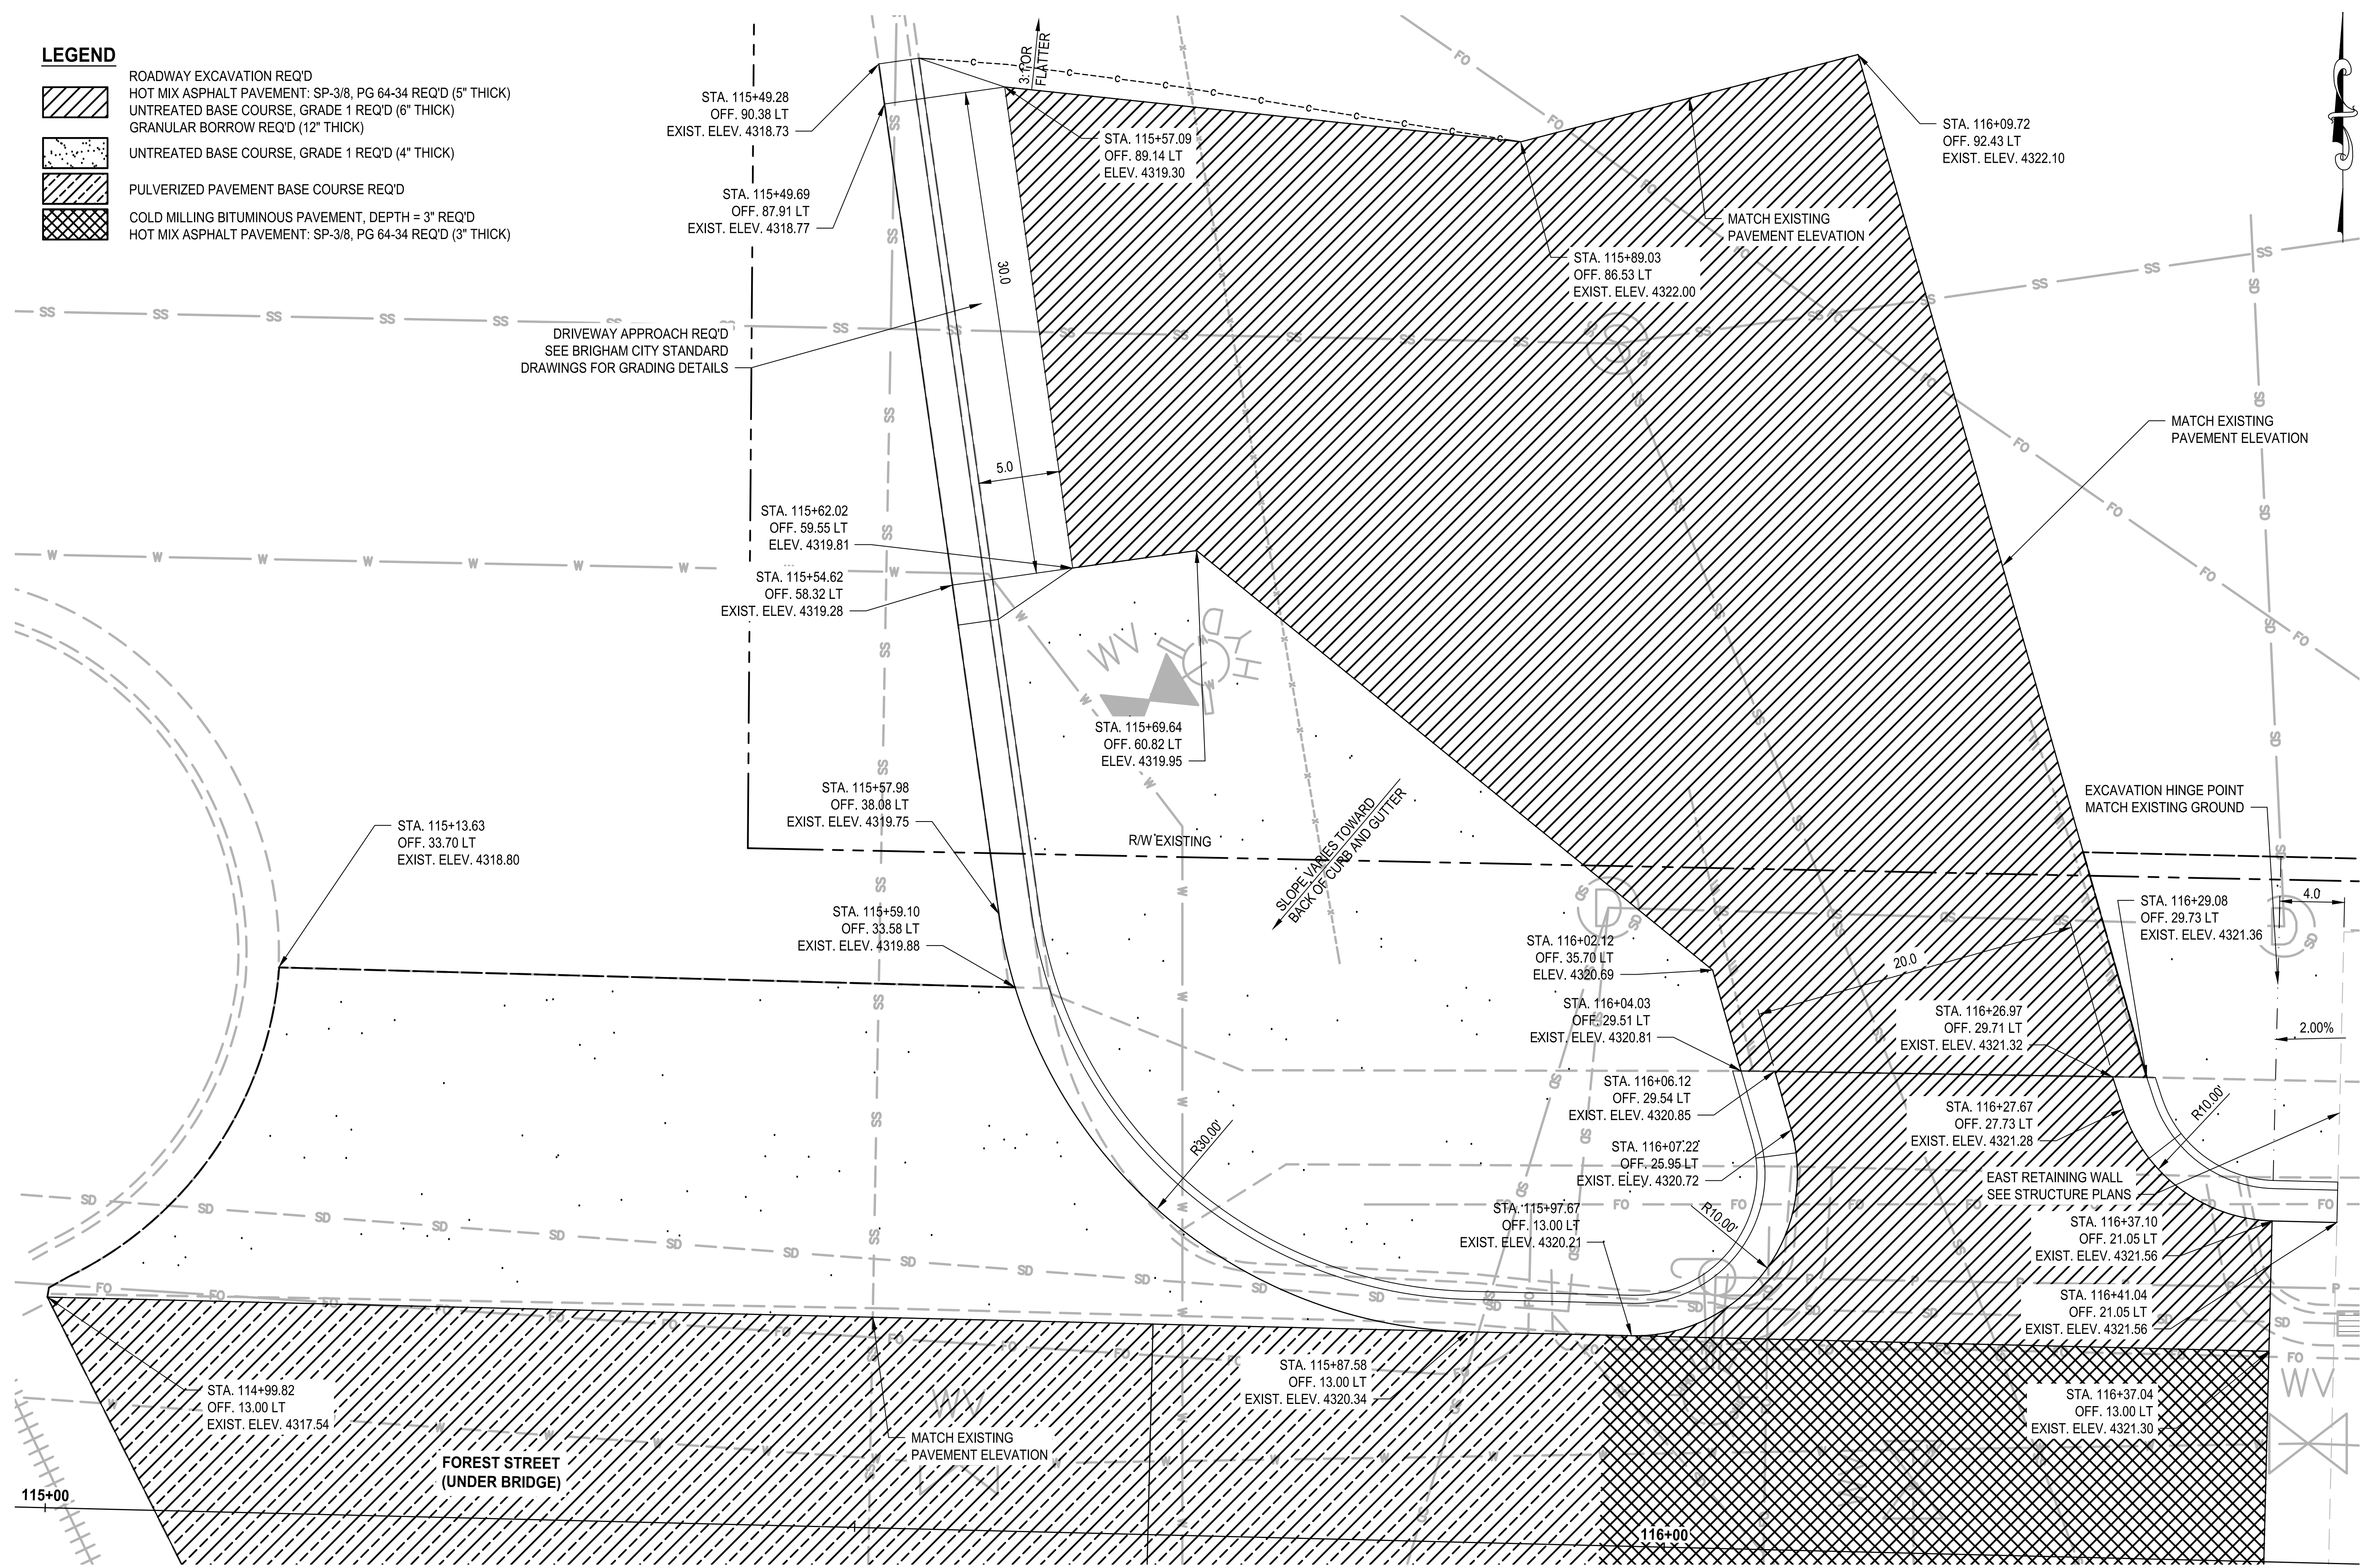 LEGEND
ROADWAY EXCAVATION REQ'D
HOT MIX ASPHALT PAVEMENT: SP-3/8, PG 64-34 REQ'D (5" THICK)
UNTREATED BASE COURSE, GRADE 1 REQ'D (6" THICK)
GRANULAR BORROW REQ'D (12" THICK)
UNTREATED BASE COURSE, GRADE 1 REQ'D (4" THICK)
PULVERIZED PAVEMENT BASE COURSE REQ'D
COLD MILLING BITUMINOUS PAVEMENT, DEPTH = 3" REQ'D
HOT MIX ASPHALT PAVEMENT: SP-3/8, PG 64-34 REQ'D (3" THICK)
3:1 OR
FLATTER
STA. 115+49.28
OFF. 90.38 LT
EXIST. ELEV. 4318.73
STA. 115+57.09
OFF. 89.14 LT
ELEV. 4319.30
STA. 116+09.72
OFF. 92.43 LT
EXIST. ELEV. 4322.10
STA. 115+49.69
OFF. 87.91 LT
EXIST. ELEV. 4318.77
MATCH EXISTING
PAVEMENT ELEVATION
STA. 115+89.03
OFF. 86.53 LT
EXIST. ELEV. 4322.00
30.0
DRIVEWAY APPROACH REQ'D
SEE BRIGHAM CITY STANDARD
DRAWINGS FOR GRADING DETAILS
MATCH EXISTING
PAVEMENT ELEVATION
5.0
STA. 115+62.02
OFF. 59.55 LT
ELEV. 4319.81
STA. 115+54.62
OFF. 58.32 LT
EXIST. ELEV. 4319.28
WV
HYD
STA. 115+69.64
OFF. 60.82 LT
ELEV. 4319.95
STA. 115+57.98
OFF. 38.08 LT
EXIST. ELEV. 4319.75
EXCAVATION HINGE POINT
MATCH EXISTING GROUND
STA. 115+13.63
OFF. 33.70 LT
EXIST. ELEV. 4318.80
R/W EXISTING
SLOPE VARIES TOWARD
BACK OF CURB AND GUTTER
4.0
STA. 115+59.10
OFF. 33.58 LT
EXIST. ELEV. 4319.88
STA. 116+29.08
OFF. 29.73 LT
EXIST. ELEV. 4321.36
STA. 116+02.12
OFF. 35.70 LT
ELEV. 4320.69
20.0
STA. 116+04.03
OFF. 29.51 LT
EXIST. ELEV. 4320.81
STA. 116+26.97
OFF. 29.71 LT
EXIST. ELEV. 4321.32
2.00%
STA. 116+06.12
OFF. 29.54 LT
EXIST. ELEV. 4320.85
STA. 116+27.67
OFF. 27.73 LT
EXIST. ELEV. 4321.28
R10.00'
R30.00'
STA. 116+07.22
OFF. 25.95 LT
EXIST. ELEV. 4320.72
EAST RETAINING WALL
SEE STRUCTURE PLANS
STA. 115+97.67
OFF. 13.00 LT
EXIST. ELEV. 4320.21
R10.00'
STA. 116+37.10
OFF. 21.05 LT
EXIST. ELEV. 4321.56
STA. 116+41.04
OFF. 21.05 LT
EXIST. ELEV. 4321.56
STA. 115+87.58
OFF. 13.00 LT
EXIST. ELEV. 4320.34
STA. 114+99.82
OFF. 13.00 LT
EXIST. ELEV. 4317.54
WV
WV
STA. 116+37.04
OFF. 13.00 LT
EXIST. ELEV. 4321.30
MATCH EXISTING
PAVEMENT ELEVATION
FOREST STREET
(UNDER BRIDGE)
115+00
116+00